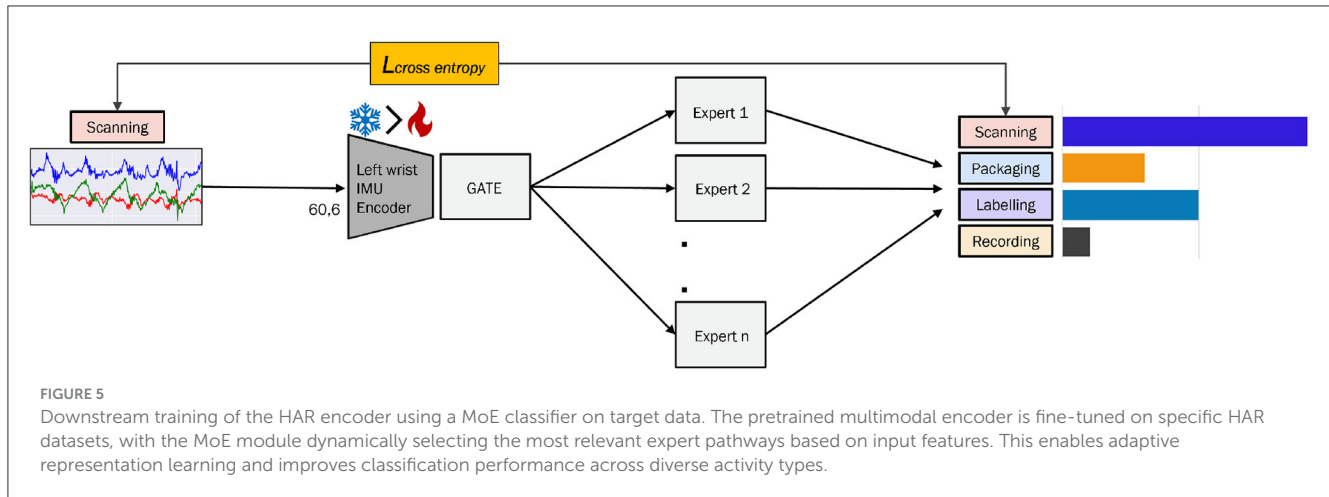 Lcross entropy
Scanning
Left wrist
IMU
Encoder
60,6
GATE
Expert 1
Expert 2
.
.
Expert n
Scanning
Packaging
Labelling
Recording
FIGURE 5
Downstream training of the HAR encoder using a MoE classifier on target data. The pretrained multimodal encoder is fine-tuned on specific HAR
datasets, with the MoE module dynamically selecting the most relevant expert pathways based on input features. This enables adaptive
representation learning and improves classification performance across diverse activity types.